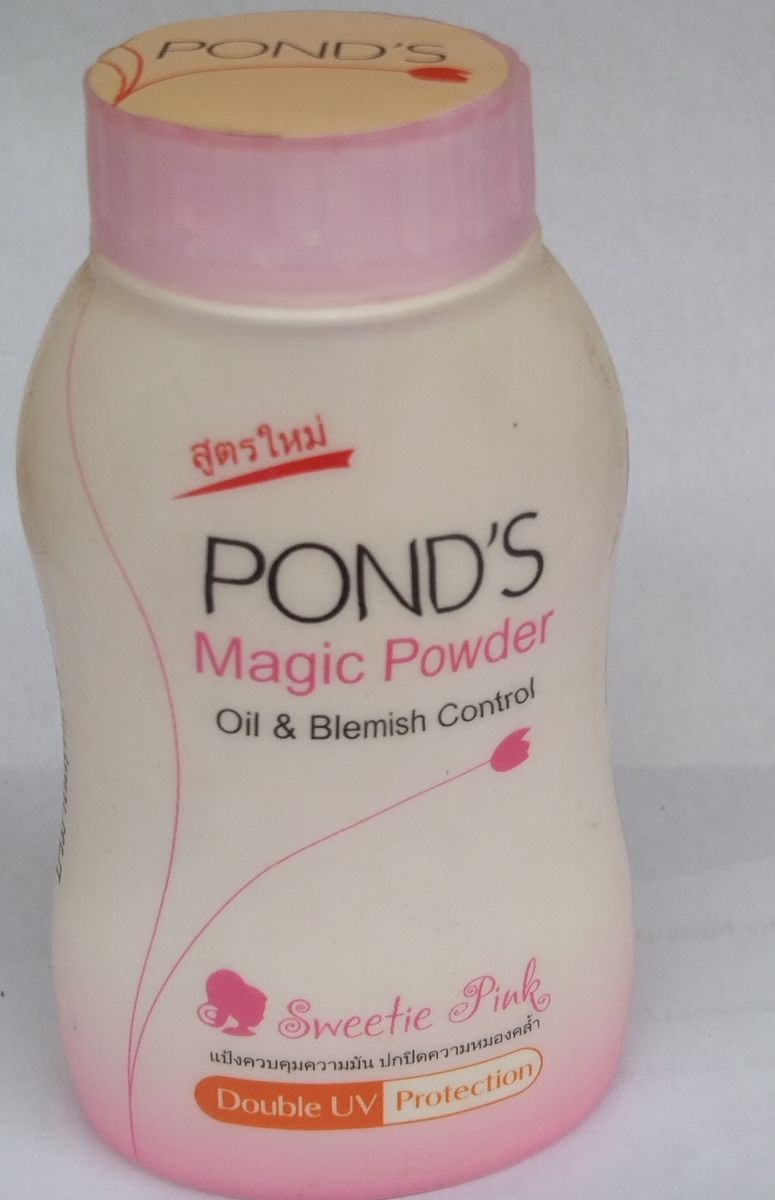 POND'S
สูตรใหม่
POND'S
Magic Powder
Oil & Blemish Control
Sweetie Pink
แป้งควบคุมความมัน ปกปิดความหมองคล้ำ
Double UV Protection